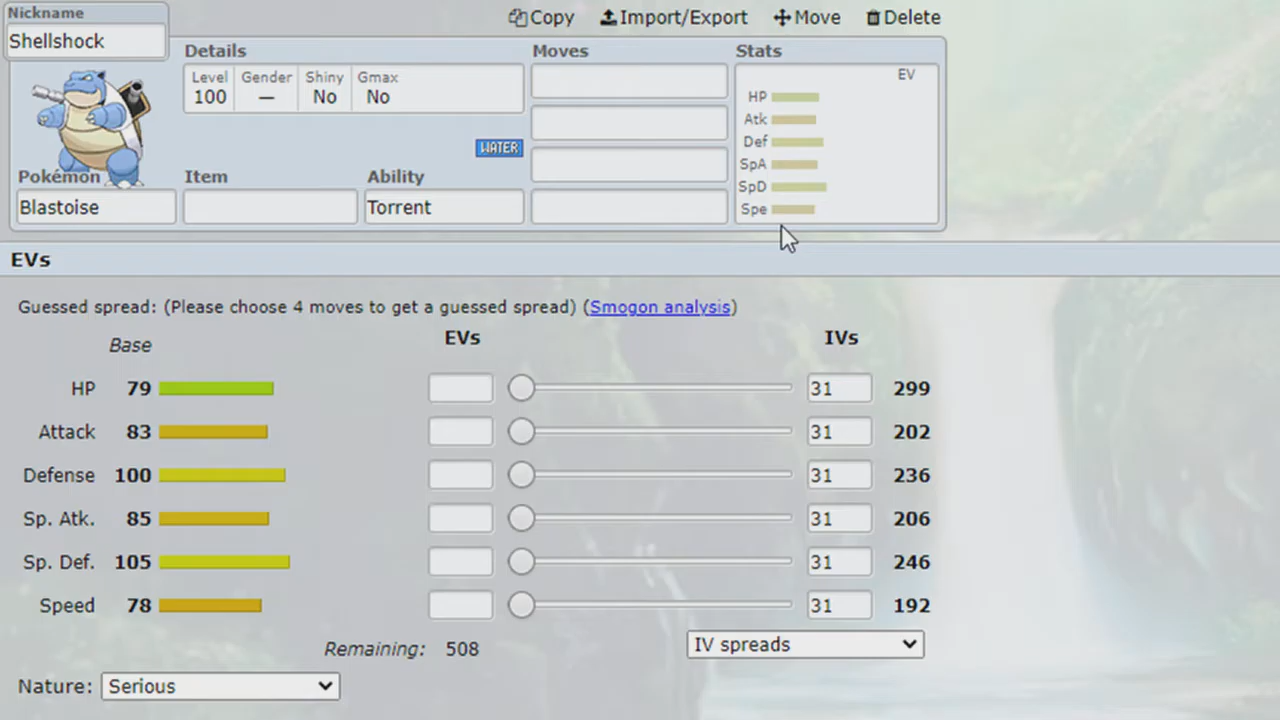 Nickname
Shellshock
Copy Import/Export Move Delete
Details
Level Gender Shiny Gmax
100 — No No
WATER
Pokémon
Blastoise
Item
Ability
Torrent
Moves
Stats
EV
HP
Atk
Def
SpA
SpD
Spe
EVs
Guessed spread: (Please choose 4 moves to get a guessed spread) (Smogon analysis)
Base EVs IVs
HP 79 31 299
Attack 83 31 202
Defense 100 31 236
Sp. Atk. 85 31 206
Sp. Def. 105 31 246
Speed 78 31 192
Remaining: 508 IV spreads
Nature: Serious